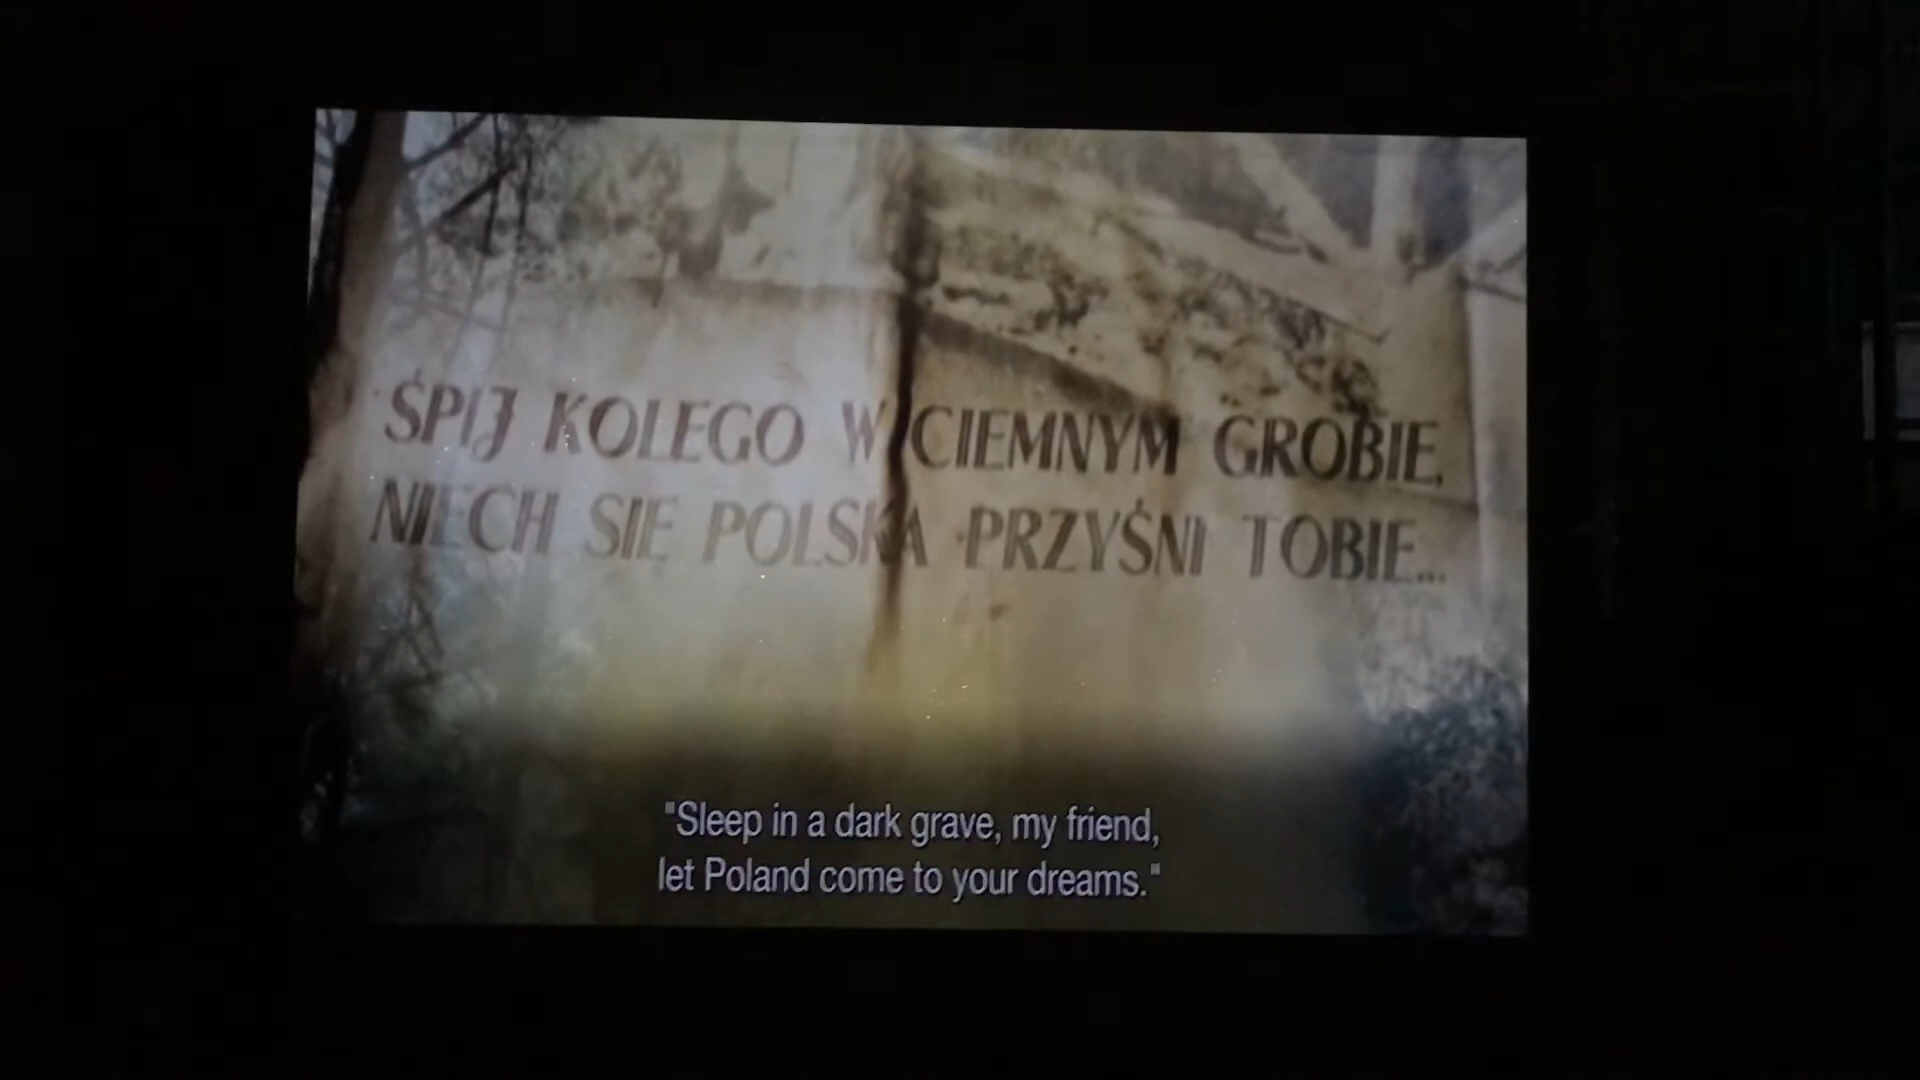 ŚPIJ KOLEGO W CIEMNYM GROBIE,
NIECH SIĘ POLSKA PRZYŚNI TOBIE...
"Sleep in a dark grave, my friend,
let Poland come to your dreams."